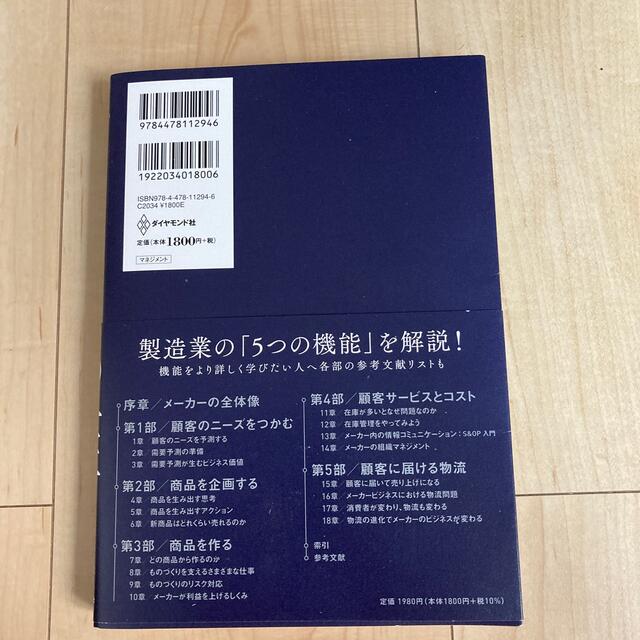 9784478112946
1922034018006
ISBN978-4-478-11294-6
C2034 ¥1800E
ダイヤモンド社
定価(本体1800円+税)
マネジメント
製造業の「5つの機能」を解説!
機能をより詳しく学びたい人へ各部の参考文献リストも
序章/メーカーの全体像
第1部/顧客のニーズをつかむ
1章 顧客のニーズを予測する
2章 需要予測の準備
3章 需要予測が生むビジネス価値
第2部/商品を企画する
4章 商品を生み出す思考
5章 商品を生み出すアクション
6章 新商品はどれくらい売れるのか
第3部/商品を作る
7章 どの商品から作るのか
8章 ものづくりを支えるさまざまな仕事
9章 ものづくりのリスク対応
10章 メーカーが利益を上げるしくみ
第4部/顧客サービスとコスト
11章 在庫が多いとなぜ問題なのか
12章 在庫管理をやってみよう
13章 メーカー内の情報コミュニケーション:S&OP入門
14章 メーカーの組織マネジメント
第5部/顧客に届ける物流
15章 顧客に届いて売り上げになる
16章 メーカービジネスにおける物流問題
17章 消費者が変わり、物流も変わる
18章 物流の進化でメーカーのビジネスが変わる
索引
参考文献
定価 1980円(本体1800円+税10%)